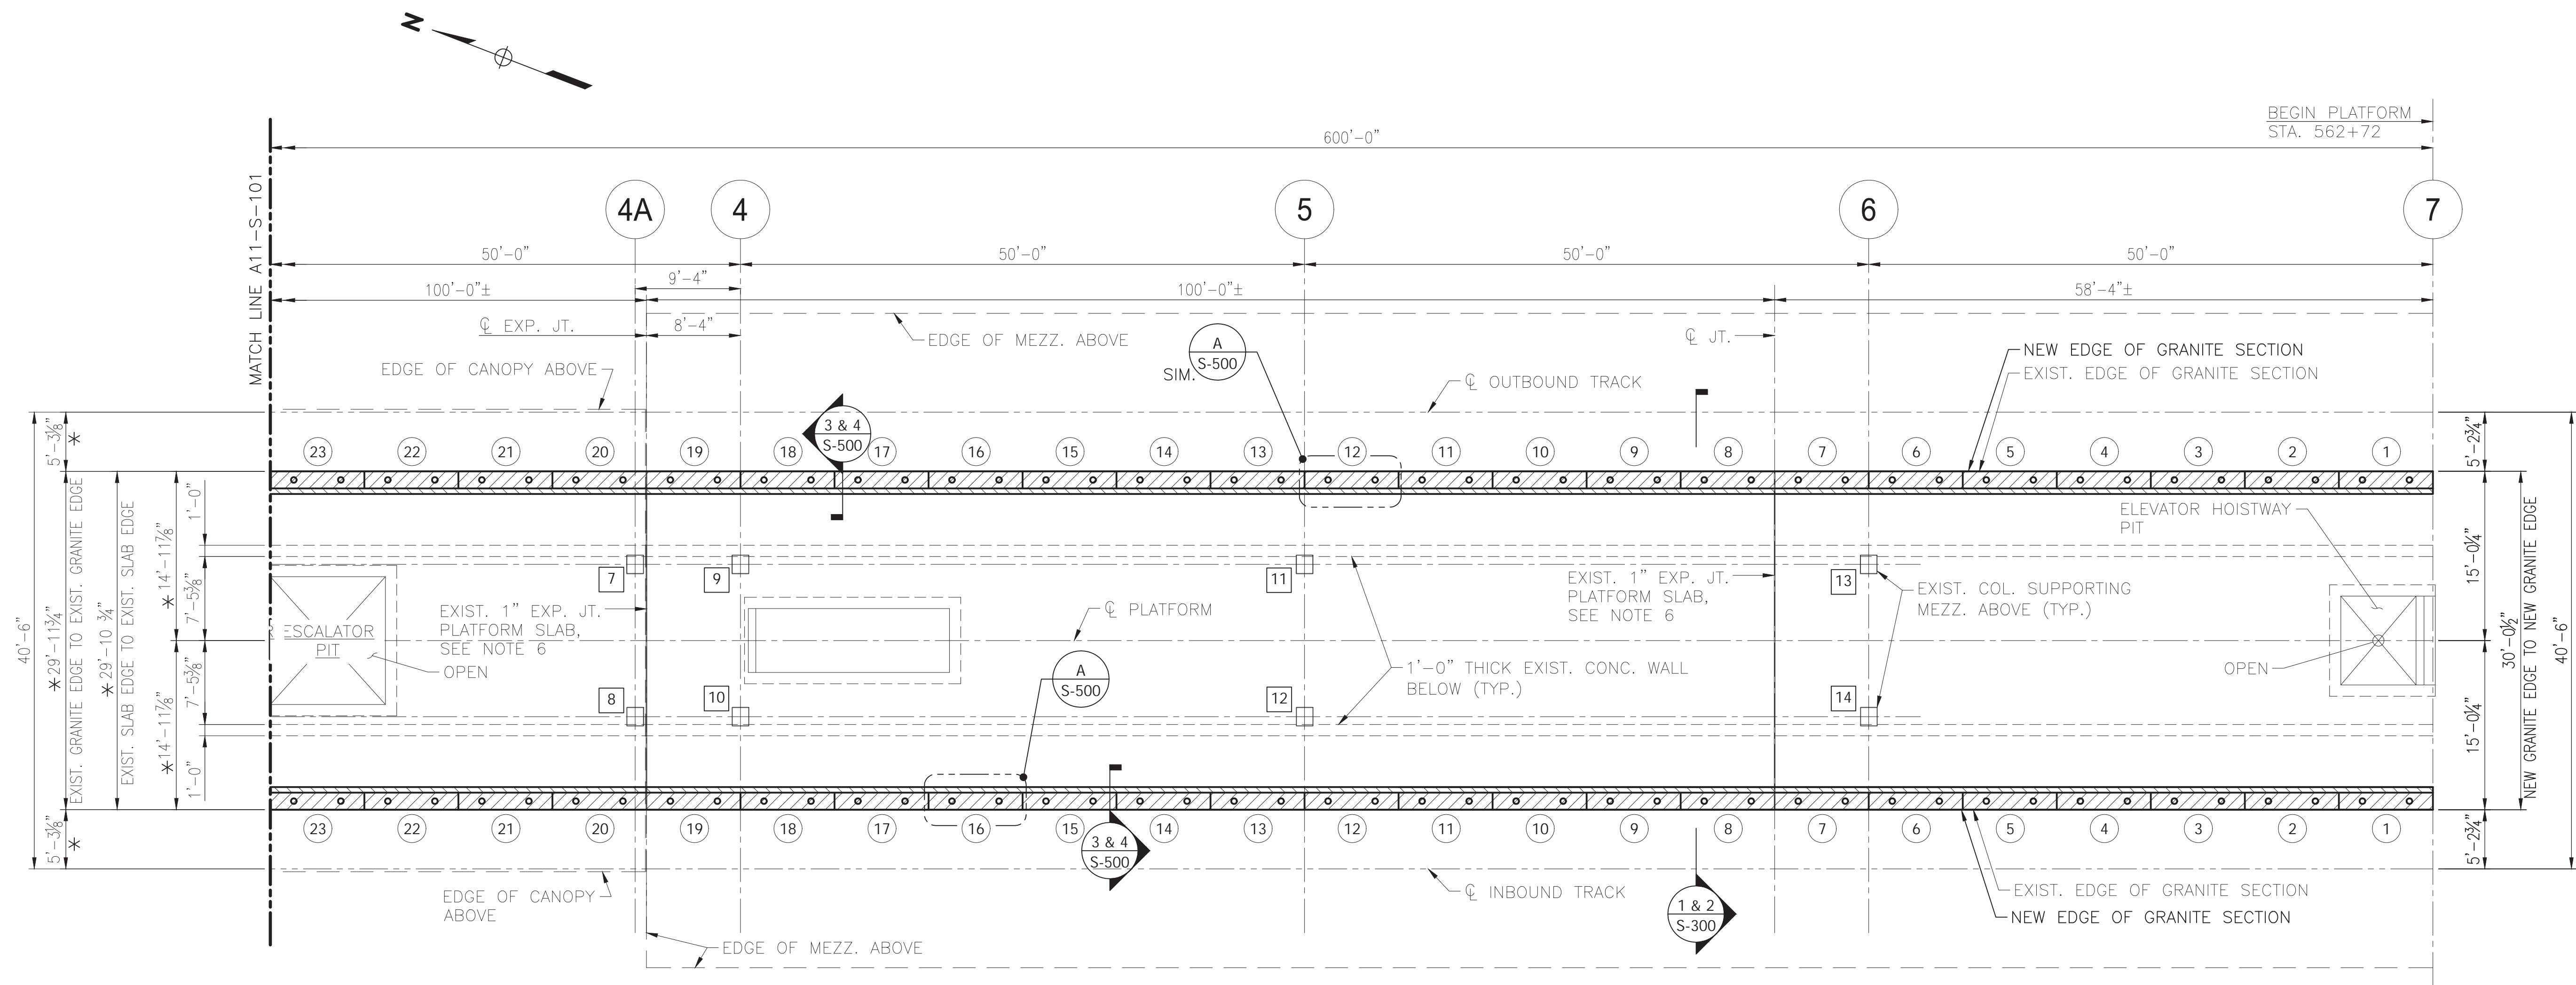 N
BEGIN PLATFORM
STA. 562+72
600'-0"
MATCH LINE A11-S-101
4A
4
5
6
7
50'-0"
50'-0"
50'-0"
50'-0"
9'-4"
100'-0"±
100'-0"±
58'-4"±
℄ EXP. JT.
8'-4"
EDGE OF MEZZ. ABOVE
℄ JT.
A
S-500
SIM.
NEW EDGE OF GRANITE SECTION
EXIST. EDGE OF GRANITE SECTION
EDGE OF CANOPY ABOVE
℄ OUTBOUND TRACK
3 & 4
S-500
23
22
21
20
19
18
17
16
15
14
13
12
11
10
9
8
7
6
5
4
3
2
1
40'-6"
5'-3⅛"
*
*29'-11¾"
EXIST. GRANITE EDGE TO EXIST. GRANITE EDGE
*29'-10 ¾"
EXIST. SLAB EDGE TO EXIST. SLAB EDGE
*14'-11⅞"
*14'-11⅞"
1'-0"
7'-5⅜"
7'-5⅜"
1'-0"
5'-3⅛"
*
ELEVATOR HOISTWAY
PIT
7
9
11
13
EXIST. 1" EXP. JT.
PLATFORM SLAB,
SEE NOTE 6
EXIST. 1" EXP. JT.
PLATFORM SLAB,
SEE NOTE 6
EXIST. COL. SUPPORTING
MEZZ. ABOVE (TYP.)
℄ PLATFORM
ESCALATOR
PIT
OPEN
OPEN
1'-0" THICK EXIST. CONC. WALL
BELOW (TYP.)
A
S-500
8
10
12
14
5'-2¾"
15'-0¼"
15'-0¼"
5'-2¾"
30'-0½"
NEW GRANITE EDGE TO NEW GRANITE EDGE
40'-6"
23
22
21
20
19
18
17
16
15
14
13
12
11
10
9
8
7
6
5
4
3
2
1
3 & 4
S-500
EDGE OF CANOPY
ABOVE
℄ INBOUND TRACK
EXIST. EDGE OF GRANITE SECTION
NEW EDGE OF GRANITE SECTION
1 & 2
S-300
EDGE OF MEZZ. ABOVE